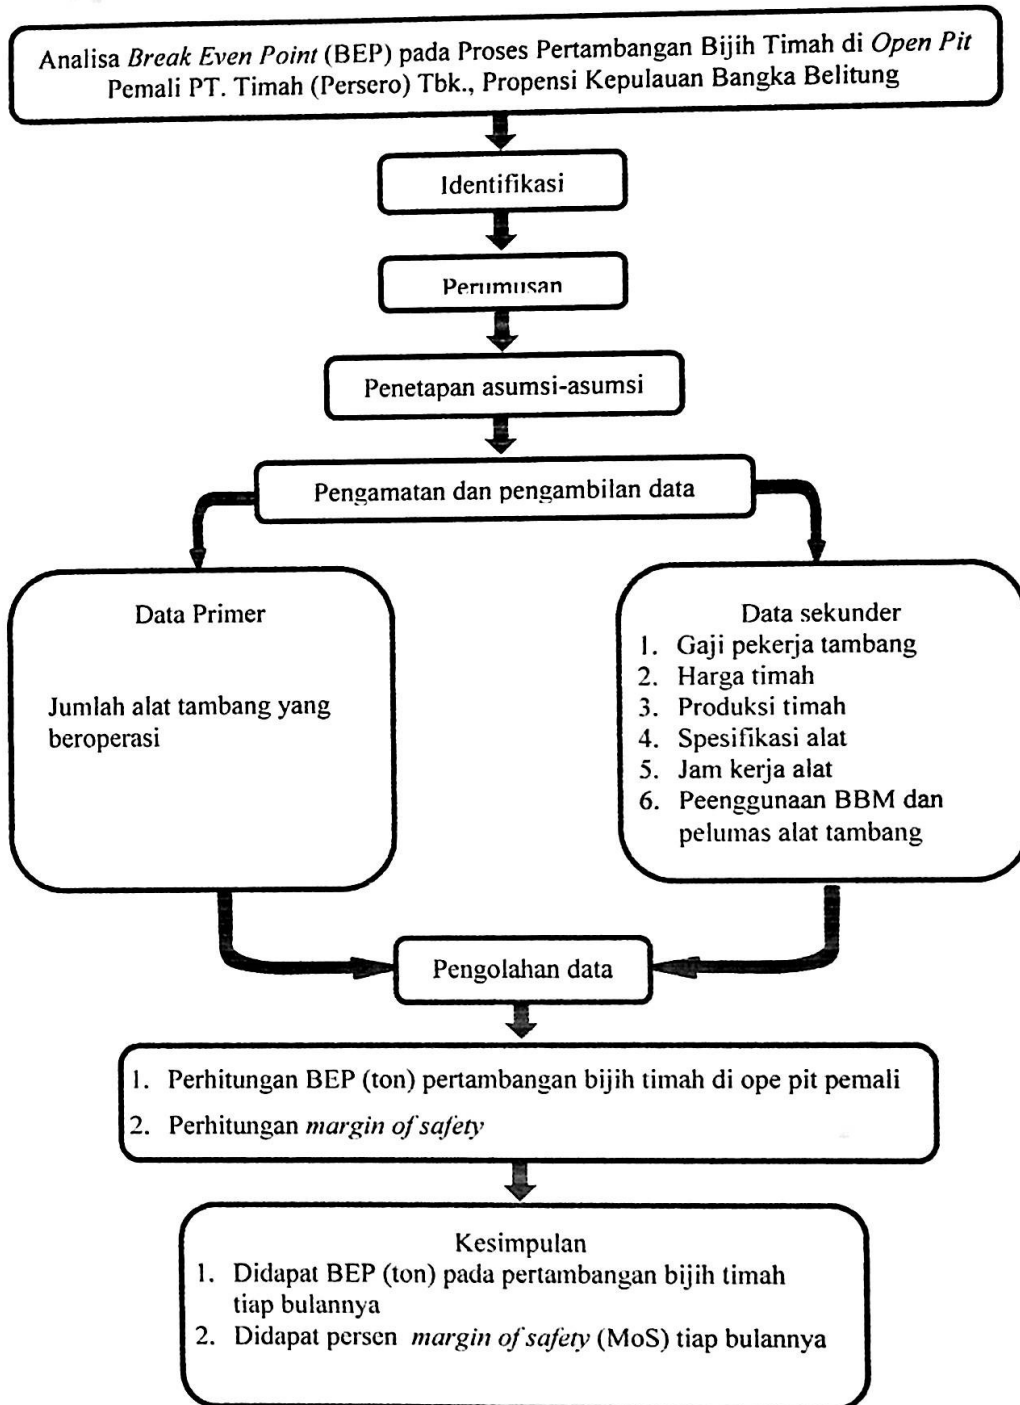 Analisa Break Even Point (BEP) pada Proses Pertambangan Bijih Timah di Open Pit
Pemali PT. Timah (Persero) Tbk., Propensi Kepulauan Bangka Belitung
Identifikasi
Perumusan
Penetapan asumsi-asumsi
Pengamatan dan pengambilan data
Data Primer
Jumlah alat tambang yang
beroperasi
Data sekunder
1. Gaji pekerja tambang
2. Harga timah
3. Produksi timah
4. Spesifikasi alat
5. Jam kerja alat
6. Peenggunaan BBM dan
pelumas alat tambang
Pengolahan data
1. Perhitungan BEP (ton) pertambangan bijih timah di ope pit pemali
2. Perhitungan margin of safety
Kesimpulan
1. Didapat BEP (ton) pada pertambangan bijih timah
tiap bulannya
2. Didapat persen margin of safety (MoS) tiap bulannya